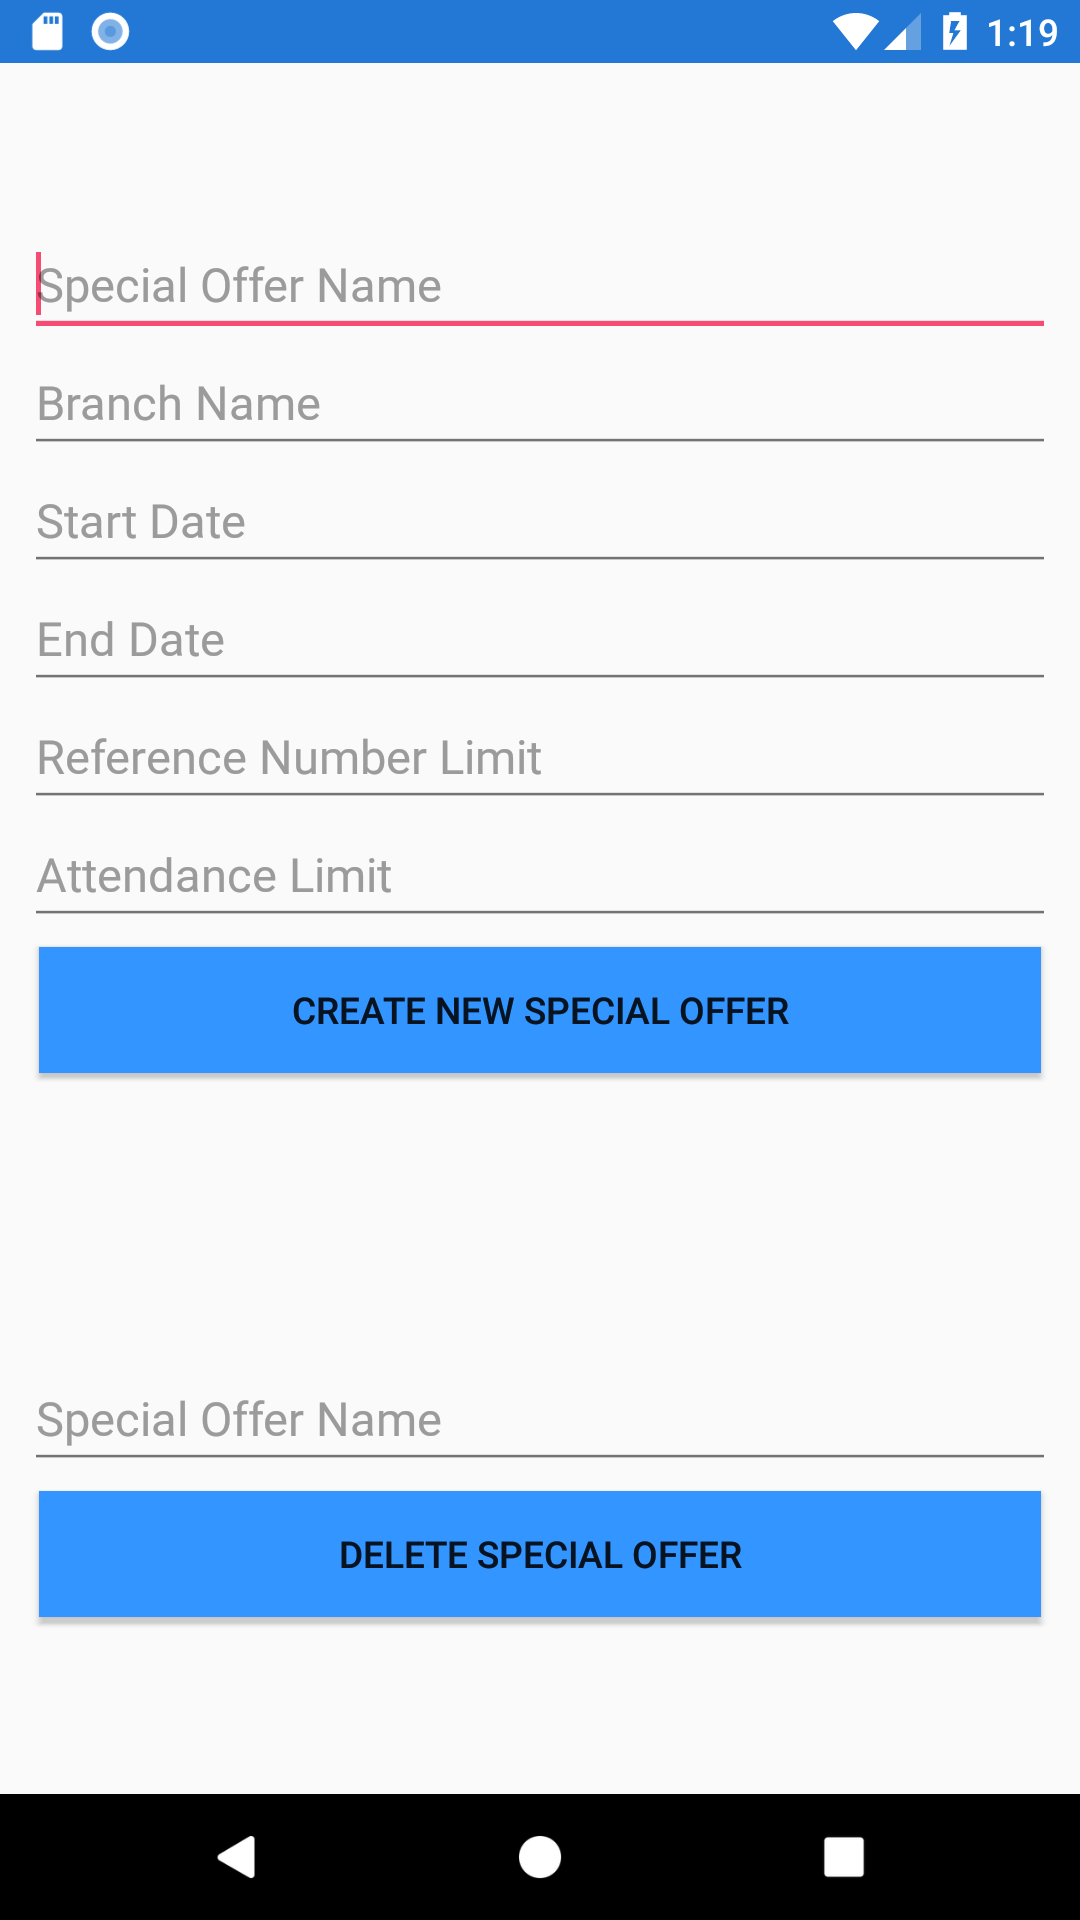 1:19
Special Offer Name
Branch Name
Start Date
End Date
Reference Number Limit
Attendance Limit
CREATE NEW SPECIAL OFFER
Special Offer Name
DELETE SPECIAL OFFER